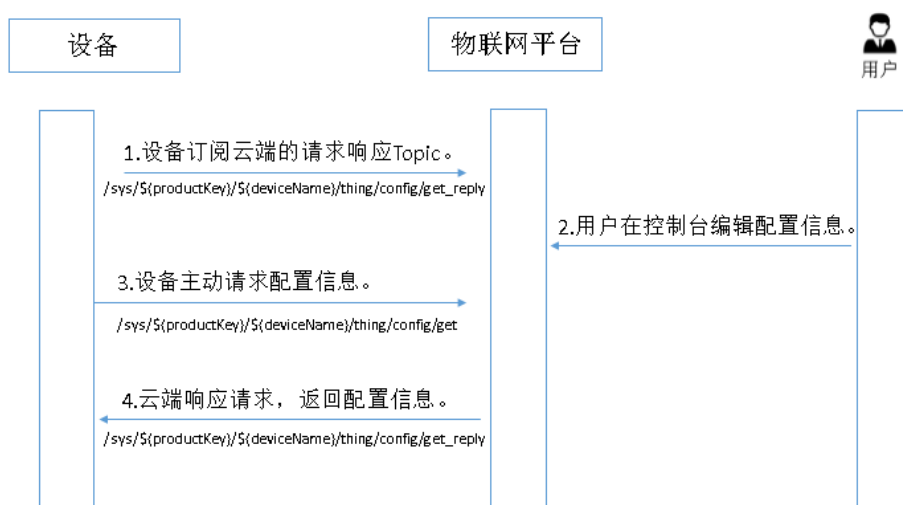 设备
物联网平台
用户
1.设备订阅云端的请求响应Topic。
/sys/${productKey}/${deviceName}/thing/config/get_reply
2.用户在控制台编辑配置信息。
3.设备主动请求配置信息。
/sys/${productKey}/${deviceName}/thing/config/get
4.云端响应请求，返回配置信息。
/sys/${productKey}/${deviceName}/thing/config/get_reply